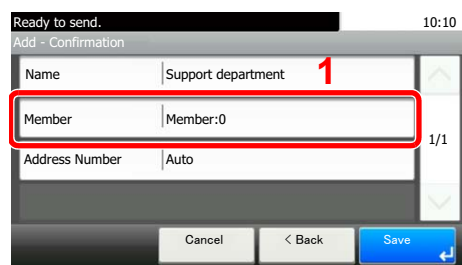 Ready to send. 10:10
Add - Confirmation
Name Support department 1
Member Member:0
1/1
Address Number Auto
Cancel < Back Save